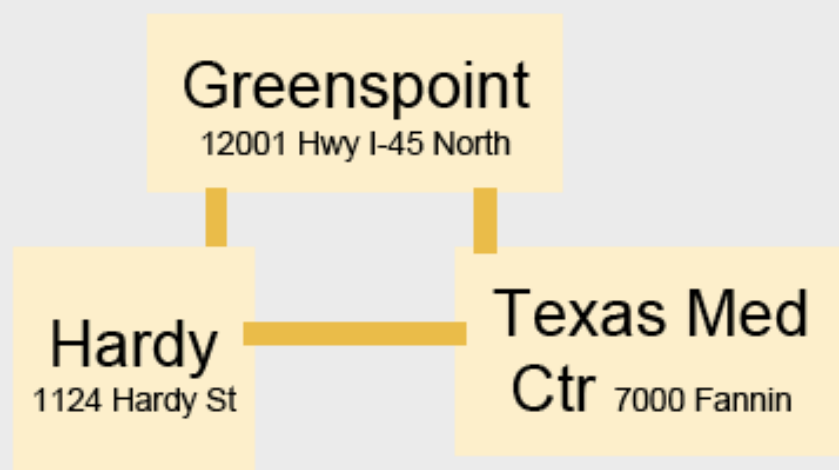 Greenspoint
12001 Hwy I-45 North
Hardy
1124 Hardy St
Texas Med
Ctr 7000 Fannin